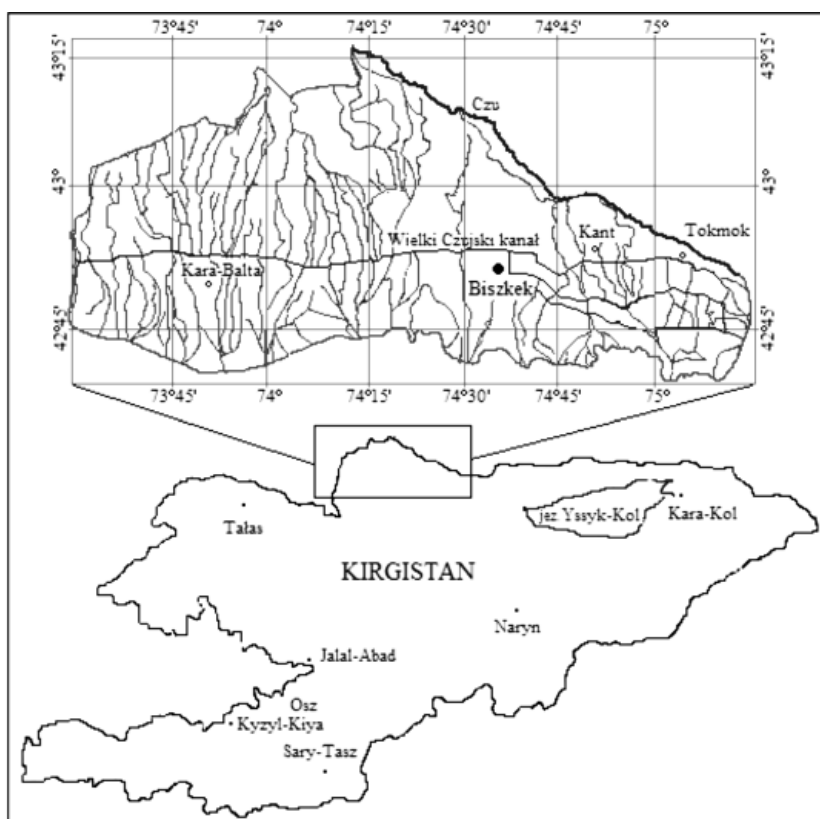 73°45' 74° 74°15' 74°30' 74°45' 75°
43°15' 43°15'
Czu
43° 43°
Kant
Tokmok
Wielki Czujski kanał
Kara-Balta
Biszkek
42°45' 42°45'
73°45' 74° 74°15' 74°30' 74°45' 75°
Tałas
jez Yssyk-Kol
Kara-Kol
KIRGISTAN
Naryn
Jalal-Abad
Osz
Kyzyl-Kiya
Sary-Tasz